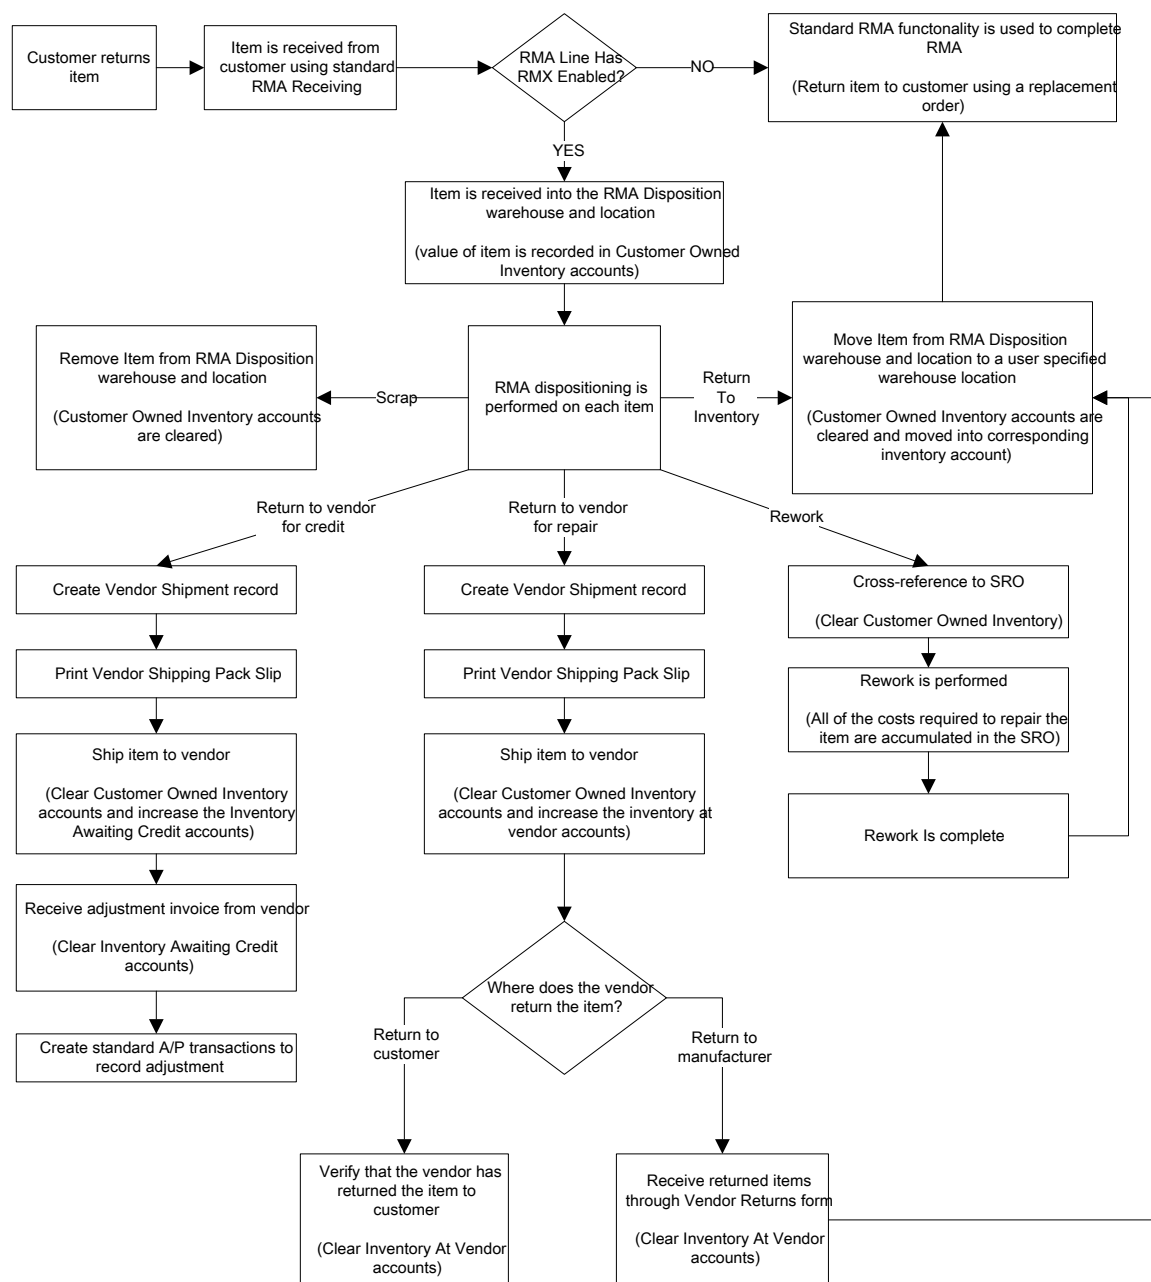 Customer returns
item
Item is received from
customer using standard
RMA Receiving
RMA Line Has
RMX Enabled?
NO
Standard RMA functonality is used to complete
RMA
(Return item to customer using a replacement
order)
YES
Item is received into the RMA Disposition
warehouse and location
(value of item is recorded in Customer Owned
Inventory accounts)
Remove Item from RMA Disposition
warehouse and location
(Customer Owned Inventory accounts
are cleared)
Scrap
RMA dispositioning is
performed on each item
Return
To
Inventory
Move Item from RMA Disposition
warehouse and location to a user specified
warehouse location
(Customer Owned Inventory accounts are
cleared and moved into corresponding
inventory account)
Return to vendor
for credit
Return to vendor
for repair
Rework
Create Vendor Shipment record
Print Vendor Shipping Pack Slip
Ship item to vendor
(Clear Customer Owned Inventory
accounts and increase the Inventory
Awaiting Credit accounts)
Receive adjustment invoice from vendor
(Clear Inventory Awaiting Credit
accounts)
Create standard A/P transactions to
record adjustment
Create Vendor Shipment record
Print Vendor Shipping Pack Slip
Ship item to vendor
(Clear Customer Owned Inventory
accounts and increase the inventory at
vendor accounts)
Where does the vendor
return the item?
Return to
customer
Return to
manufacturer
Verify that the vendor has
returned the item to
customer
(Clear Inventory At Vendor
accounts)
Receive returned items
through Vendor Returns form
(Clear Inventory At Vendor
accounts)
Cross-reference to SRO
(Clear Customer Owned Inventory)
Rework is performed
(All of the costs required to repair the
item are accumulated in the SRO)
Rework Is complete